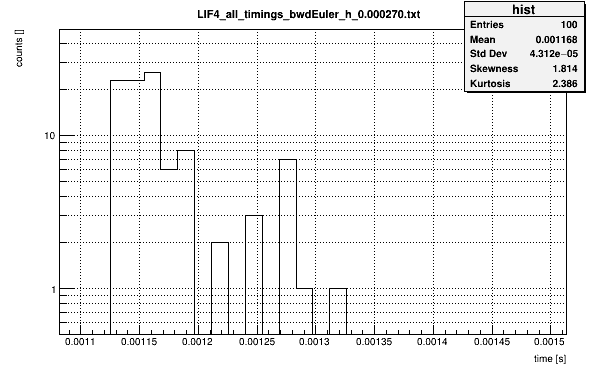 LIF4_all_timings_bwdEuler_h_0.000270.txt
hist
Entries 100
Mean 0.001168
Std Dev 4.312e−05
Skewness 1.814
Kurtosis 2.386
counts []
10
1
0.0011 0.00115 0.0012 0.00125 0.0013 0.00135 0.0014 0.00145 0.0015
time [s]